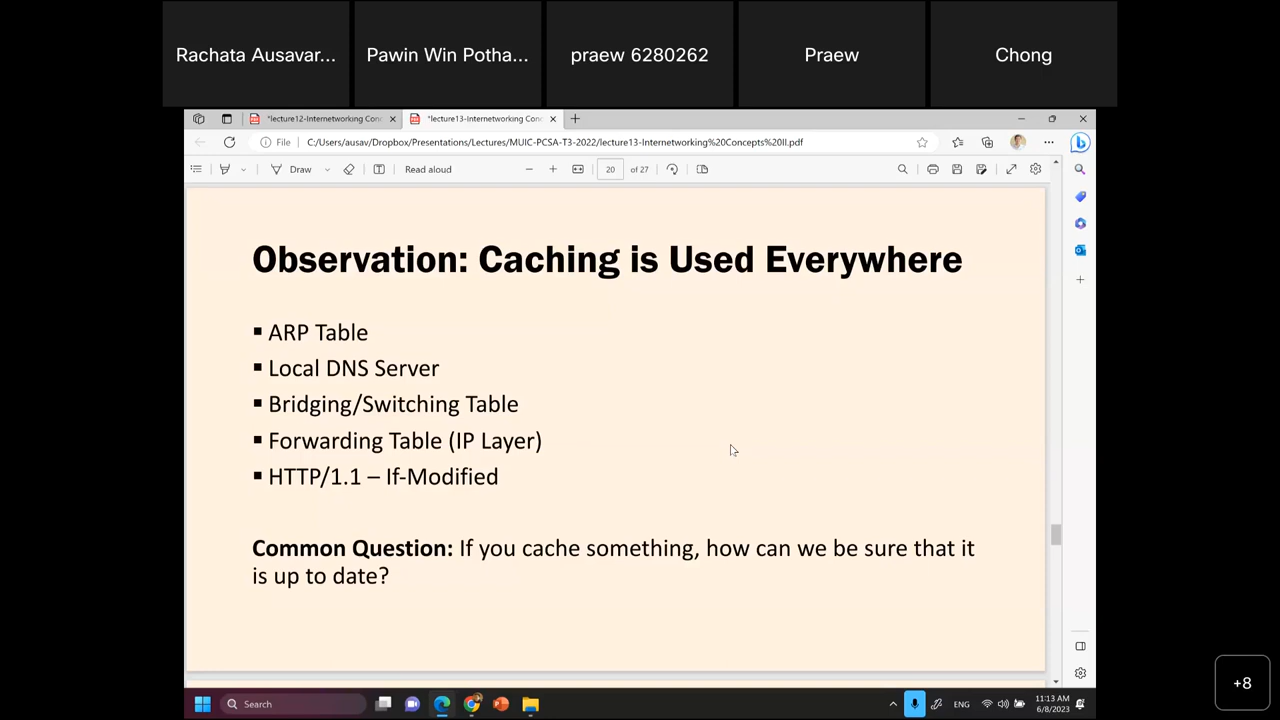 Rachata Ausavar...
Pawin Win Potha...
praew 6280262
Praew
Chong
*lecture12-Internetworking Con
*lecture13-Internetworking Conc
File
C:/Users/ausav/Dropbox/Presentations/Lectures/MUIC-PCSA-T3-2022/lecture13-Internetworking%20Concepts%20II.pdf
Draw
Read aloud
20
of 27
Observation: Caching is Used Everywhere
▪ ARP Table
▪ Local DNS Server
▪ Bridging/Switching Table
▪ Forwarding Table (IP Layer)
▪ HTTP/1.1 – If-Modified
Common Question: If you cache something, how can we be sure that it
is up to date?
+8
Search
ENG
11:13 AM
6/8/2023